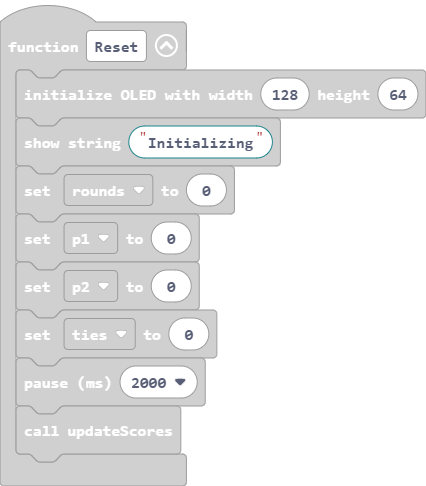 function Reset
initialize OLED with width 128 height 64
show string "Initializing"
set rounds to 0
set p1 to 0
set p2 to 0
set ties to 0
pause (ms) 2000
call updateScores